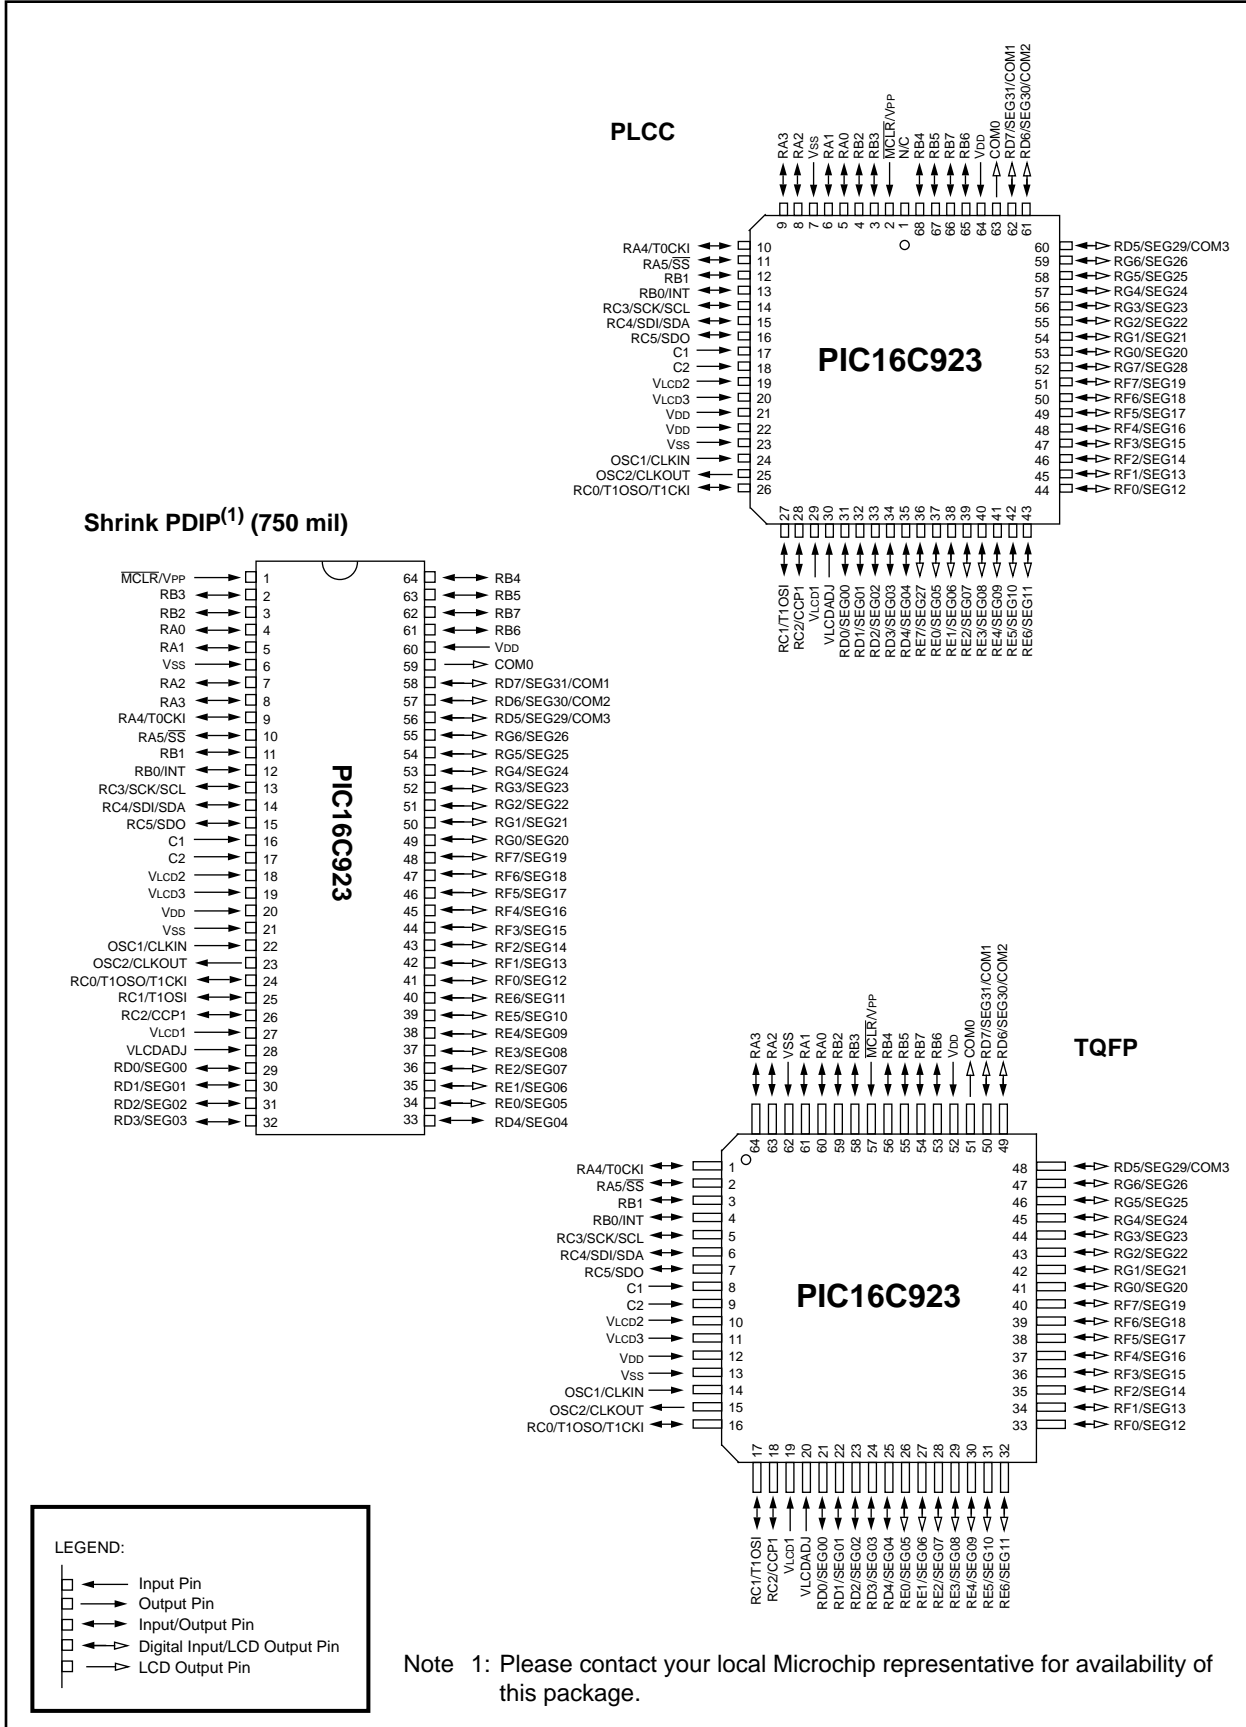 PLCC
RA3
RA2
VSS
RA1
RA0
RB2
RB3
MCLR/VPP
N/C
RB4
RB5
RB7
RB6
VDD
COM0
RD7/SEG31/COM1
RD6/SEG30/COM2
9 8 7 6 5 4 3 2 1 68 67 66 65 64 63 62 61
RA4/T0CKI 10
RA5/SS 11
RB1 12
RB0/INT 13
RC3/SCK/SCL 14
RC4/SDI/SDA 15
RC5/SDO 16
C1 17
C2 18
VLCD2 19
VLCD3 20
VDD 21
VDD 22
VSS 23
OSC1/CLKIN 24
OSC2/CLKOUT 25
RC0/T1OSO/T1CKI 26
PIC16C923
60 RD5/SEG29/COM3
59 RG6/SEG26
58 RG5/SEG25
57 RG4/SEG24
56 RG3/SEG23
55 RG2/SEG22
54 RG1/SEG21
53 RG0/SEG20
52 RG7/SEG28
51 RF7/SEG19
50 RF6/SEG18
49 RF5/SEG17
48 RF4/SEG16
47 RF3/SEG15
46 RF2/SEG14
45 RF1/SEG13
44 RF0/SEG12
27 28 29 30 31 32 33 34 35 36 37 38 39 40 41 42 43
RC1/T1OSI
RC2/CCP1
VLCD1
VLCDADJ
RD0/SEG00
RD1/SEG01
RD2/SEG02
RD3/SEG03
RD4/SEG04
RE7/SEG27
RE0/SEG05
RE1/SEG06
RE2/SEG07
RE3/SEG08
RE4/SEG09
RE5/SEG10
RE6/SEG11
Shrink PDIP(1) (750 mil)
MCLR/VPP 1 64 RB4
RB3 2 63 RB5
RB2 3 62 RB7
RA0 4 61 RB6
RA1 5 60 VDD
VSS 6 59 COM0
RA2 7 58 RD7/SEG31/COM1
RA3 8 57 RD6/SEG30/COM2
RA4/T0CKI 9 56 RD5/SEG29/COM3
RA5/SS 10 55 RG6/SEG26
RB1 11 54 RG5/SEG25
RB0/INT 12 53 RG4/SEG24
RC3/SCK/SCL 13 52 RG3/SEG23
RC4/SDI/SDA 14 51 RG2/SEG22
RC5/SDO 15 50 RG1/SEG21
C1 16 49 RG0/SEG20
C2 17 48 RF7/SEG19
VLCD2 18 47 RF6/SEG18
VLCD3 19 46 RF5/SEG17
VDD 20 45 RF4/SEG16
VSS 21 44 RF3/SEG15
OSC1/CLKIN 22 43 RF2/SEG14
OSC2/CLKOUT 23 42 RF1/SEG13
RC0/T1OSO/T1CKI 24 41 RF0/SEG12
RC1/T1OSI 25 40 RE6/SEG11
RC2/CCP1 26 39 RE5/SEG10
VLCD1 27 38 RE4/SEG09
VLCDADJ 28 37 RE3/SEG08
RD0/SEG00 29 36 RE2/SEG07
RD1/SEG01 30 35 RE1/SEG06
RD2/SEG02 31 34 RE0/SEG05
RD3/SEG03 32 33 RD4/SEG04
PIC16C923
TQFP
RA3
RA2
VSS
RA1
RA0
RB2
RB3
MCLR/VPP
RB4
RB5
RB7
RB6
VDD
COM0
RD7/SEG31/COM1
RD6/SEG30/COM2
64 63 62 61 60 59 58 57 56 55 54 53 52 51 50 49
RA4/T0CKI 1
RA5/SS 2
RB1 3
RB0/INT 4
RC3/SCK/SCL 5
RC4/SDI/SDA 6
RC5/SDO 7
C1 8
C2 9
VLCD2 10
VLCD3 11
VDD 12
VSS 13
OSC1/CLKIN 14
OSC2/CLKOUT 15
RC0/T1OSO/T1CKI 16
PIC16C923
48 RD5/SEG29/COM3
47 RG6/SEG26
46 RG5/SEG25
45 RG4/SEG24
44 RG3/SEG23
43 RG2/SEG22
42 RG1/SEG21
41 RG0/SEG20
40 RF7/SEG19
39 RF6/SEG18
38 RF5/SEG17
37 RF4/SEG16
36 RF3/SEG15
35 RF2/SEG14
34 RF1/SEG13
33 RF0/SEG12
17 18 19 20 21 22 23 24 25 26 27 28 29 30 31 32
RC1/T1OSI
RC2/CCP1
VLCD1
VLCDADJ
RD0/SEG00
RD1/SEG01
RD2/SEG02
RD3/SEG03
RD4/SEG04
RE0/SEG05
RE1/SEG06
RE2/SEG07
RE3/SEG08
RE4/SEG09
RE5/SEG10
RE6/SEG11
LEGEND:
Input Pin
Output Pin
Input/Output Pin
Digital Input/LCD Output Pin
LCD Output Pin
Note 1: Please contact your local Microchip representative for availability of
this package.